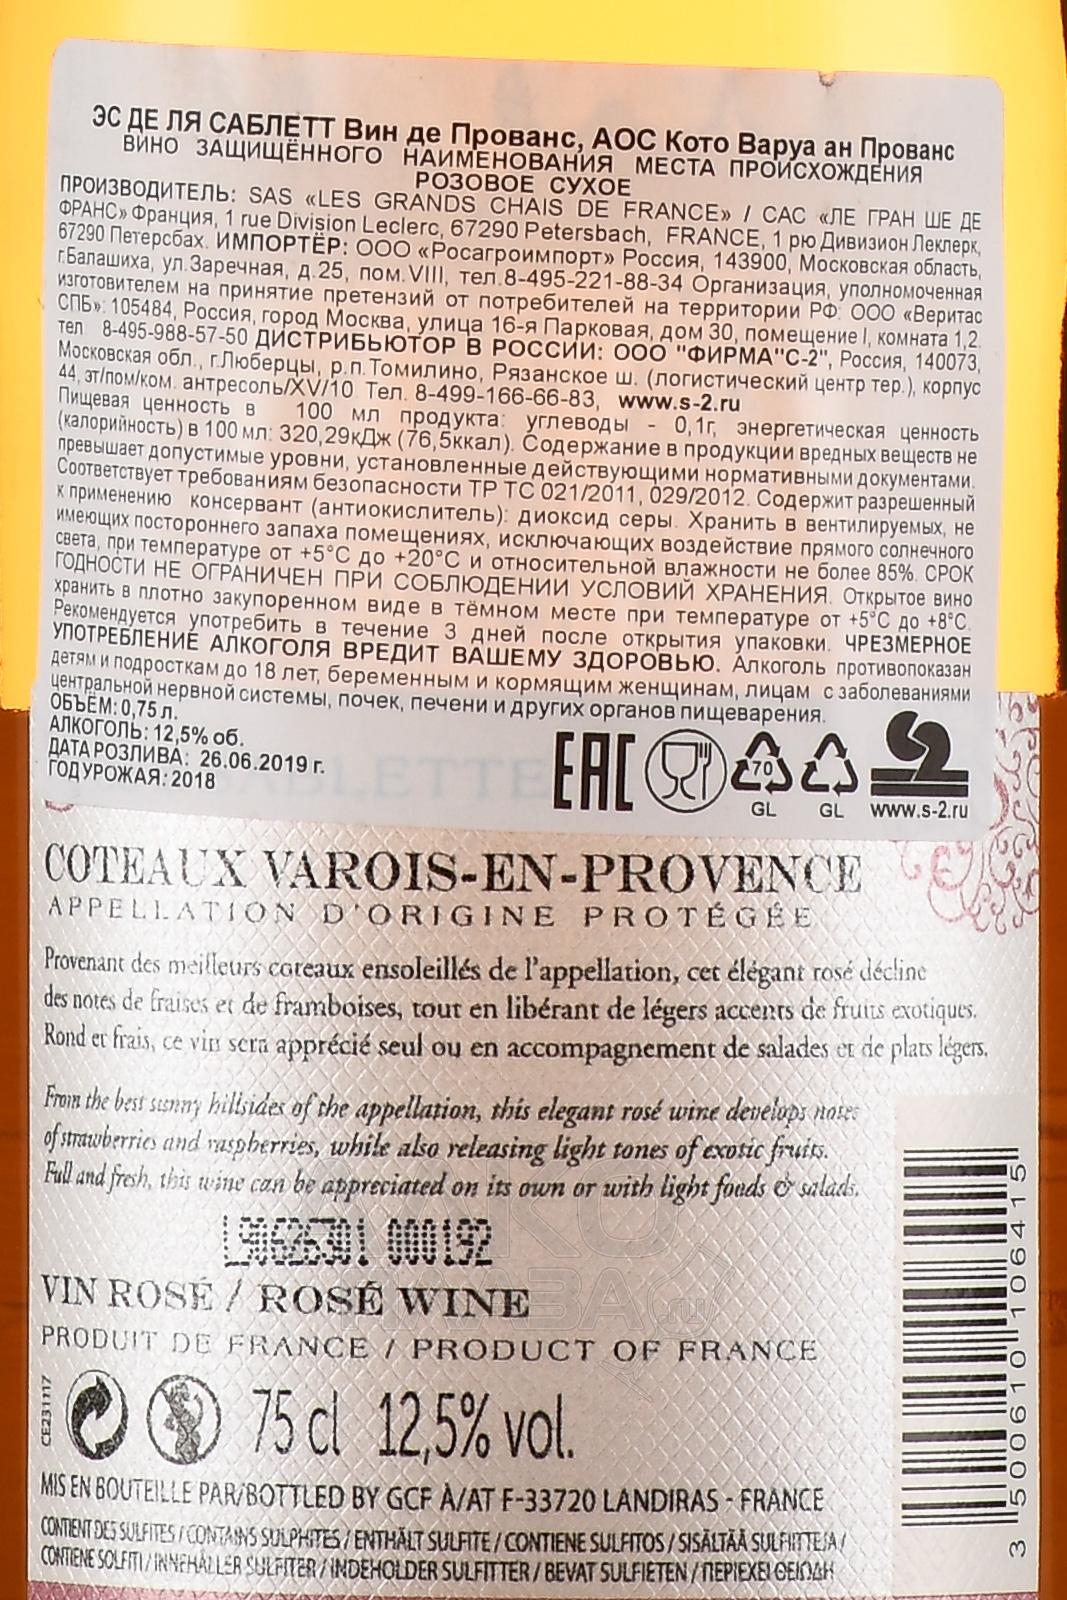 ЭС ДЕ ЛЯ САБЛЕТТ Вин де Прованс, АОС Кото Варуа ан Прованс
ВИНО ЗАЩИЩЁННОГО НАИМЕНОВАНИЯ МЕСТА ПРОИСХОЖДЕНИЯ
РОЗОВОЕ СУХОЕ
ПРОИЗВОДИТЕЛЬ: SAS «LES GRANDS CHAIS DE FRANCE» / САС «ЛЕ ГРАН ШЕ ДЕ
ФРАНС» Франция, 1 rue Division Leclerc, 67290 Petersbach, FRANCE, 1 рю Дивизион Леклерк,
67290 Петерсбах. ИМПОРТЁР: ООО «Росагроимпорт» Россия, 143900, Московская область,
г.Балашиха, ул.Заречная, д.25, пом.VIII, тел.8-495-221-88-34 Организация, уполномоченная
изготовителем на принятие претензий от потребителей на территории РФ: ООО «Веритас
СПБ»: 105484, Россия, город Москва, улица 16-я Парковая, дом 30, помещение I, комната 1,2.
тел 8-495-988-57-50 ДИСТРИБЬЮТОР В РОССИИ: ООО "ФИРМА"С-2", Россия, 140073,
Московская обл., г.Люберцы, р.п.Томилино, Рязанское ш. (логистический центр тер.), корпус
44, эт/пом/ком. антресоль/XV/10 Тел. 8-499-166-66-83, www.s-2.ru
Пищевая ценность в 100 мл продукта: углеводы - 0,1г, энергетическая ценность
(калорийность) в 100 мл: 320,29кДж (76,5ккал). Содержание в продукции вредных веществ не
превышает допустимые уровни, установленные действующими нормативными документами.
Соответствует требованиям безопасности ТР ТС 021/2011, 029/2012. Содержит разрешенный
к применению консервант (антиокислитель): диоксид серы. Хранить в вентилируемых, не
имеющих постороннего запаха помещениях, исключающих воздействие прямого солнечного
света, при температуре от +5°С до +20°С и относительной влажности не более 85%. СРОК
ГОДНОСТИ НЕ ОГРАНИЧЕН ПРИ СОБЛЮДЕНИИ УСЛОВИЙ ХРАНЕНИЯ. Открытое вино
хранить в плотно закупоренном виде в тёмном месте при температуре от +5°С до +8°С.
Рекомендуется употребить в течение 3 дней после открытия упаковки. ЧРЕЗМЕРНОЕ
УПОТРЕБЛЕНИЕ АЛКОГОЛЯ ВРЕДИТ ВАШЕМУ ЗДОРОВЬЮ. Алкоголь противопоказан
детям и подросткам до 18 лет, беременным и кормящим женщинам, лицам с заболеваниями
центральной нервной системы, почек, печени и других органов пищеварения.
ОБЪЁМ: 0,75 л.
АЛКОГОЛЬ: 12,5% об.
ДАТА РОЗЛИВА: 26.06.2019 г.
ГОД УРОЖАЯ: 2018
EAC 70 GL GL www.s-2.ru
SABLETTE
COTEAUX VAROIS-EN-PROVENCE
APPELLATION D'ORIGINE PROTÉGÉE
Provenant des meilleurs coteaux ensoleillés de l'appellation, cet élégant rosé décline
des notes de fraises et de framboises, tout en libérant de légers accents de fruits exotiques.
Rond et frais, ce vin sera apprécié seul ou en accompagnement de salades et de plats légers.
From the best sunny hillsides of the appellation, this elegant rosé wine develops notes
of strawberries and raspberries, while also releasing light tones of exotic fruits.
Full and fresh, this wine can be appreciated on its own or with light foods & salads.
L90626301 000192
VIN ROSÉ / ROSÉ WINE
PRODUIT DE FRANCE / PRODUCT OF FRANCE
CE231117
75 cl 12,5% vol.
MIS EN BOUTEILLE PAR/BOTTLED BY GCF À/AT F-33720 LANDIRAS - FRANCE
CONTIENT DES SULFITES / CONTAINS SULPHITES / ENTHÄLT SULFITE / CONTIENE SULFITOS / SISÄLTÄÄ SULFIITTEJA /
CONTIENE SOLFITI / INNEHÅLLER SULFITER / INDEHOLDER SULFITTER / BEVAT SULFIETEN / ΠΕΡΙΕΧΕΙ ΘΕΙΩΔΗ
3 500610 106415